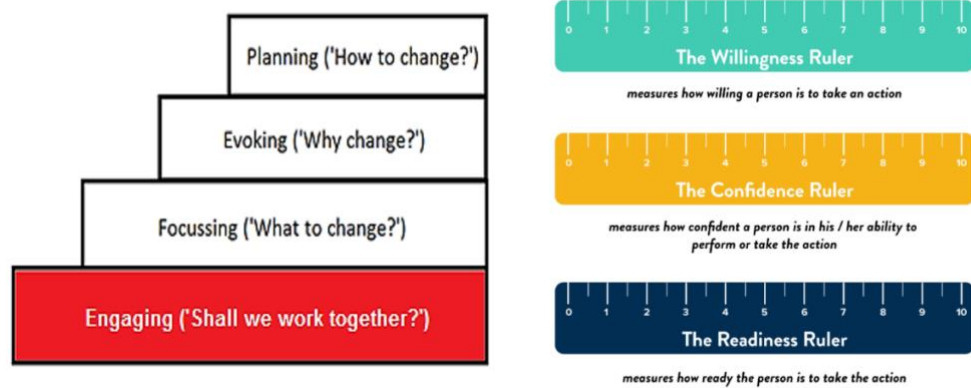 Planning ('How to change?')
Evoking ('Why change?')
Focussing ('What to change?')
Engaging ('Shall we work together?')
0 1 2 3 4 5 6 7 8 9 10
The Willingness Ruler
measures how willing a person is to take an action
0 1 2 3 4 5 6 7 8 9 10
The Confidence Ruler
measures how confident a person is in his / her ability to
perform or take the action
0 1 2 3 4 5 6 7 8 9 10
The Readiness Ruler
measures how ready the person is to take the action